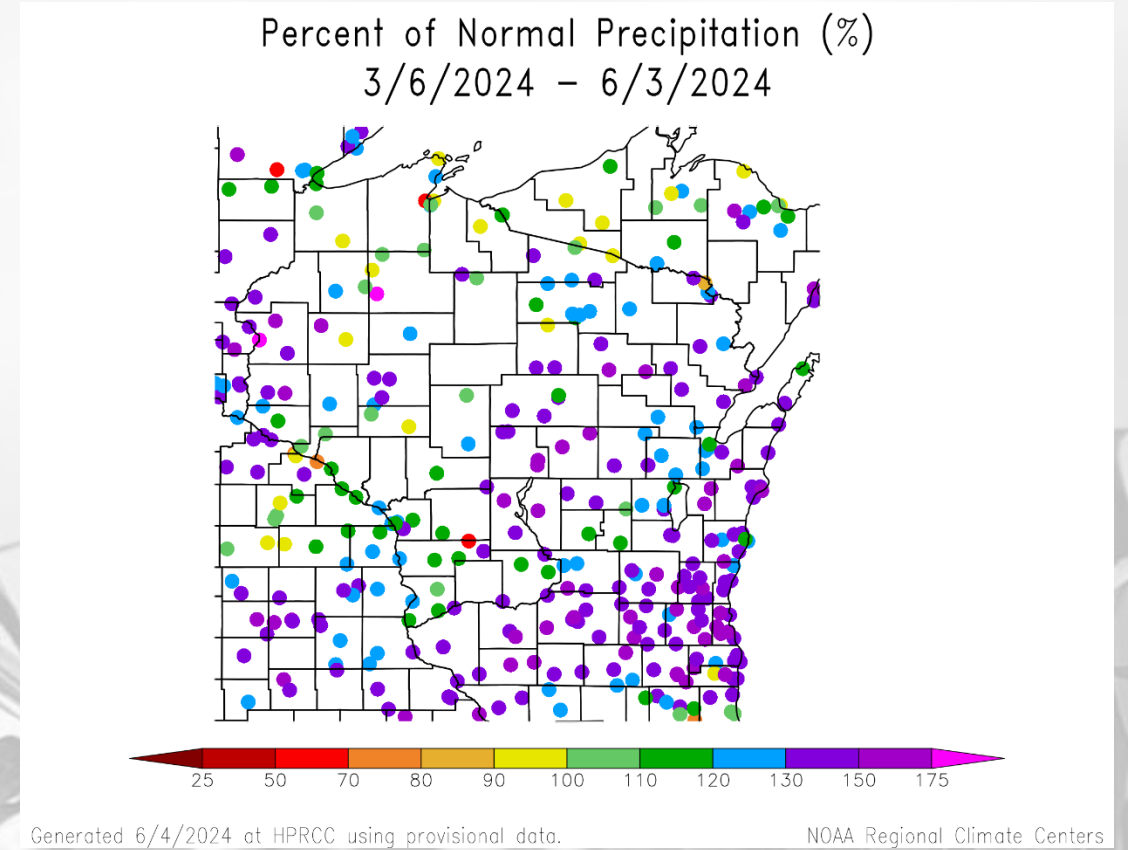 Percent of Normal Precipitation (%)
3/6/2024 – 6/3/2024
25 50 70 80 90 100 110 120 130 150 175
Generated 6/4/2024 at HPRCC using provisional data.
NOAA Regional Climate Centers